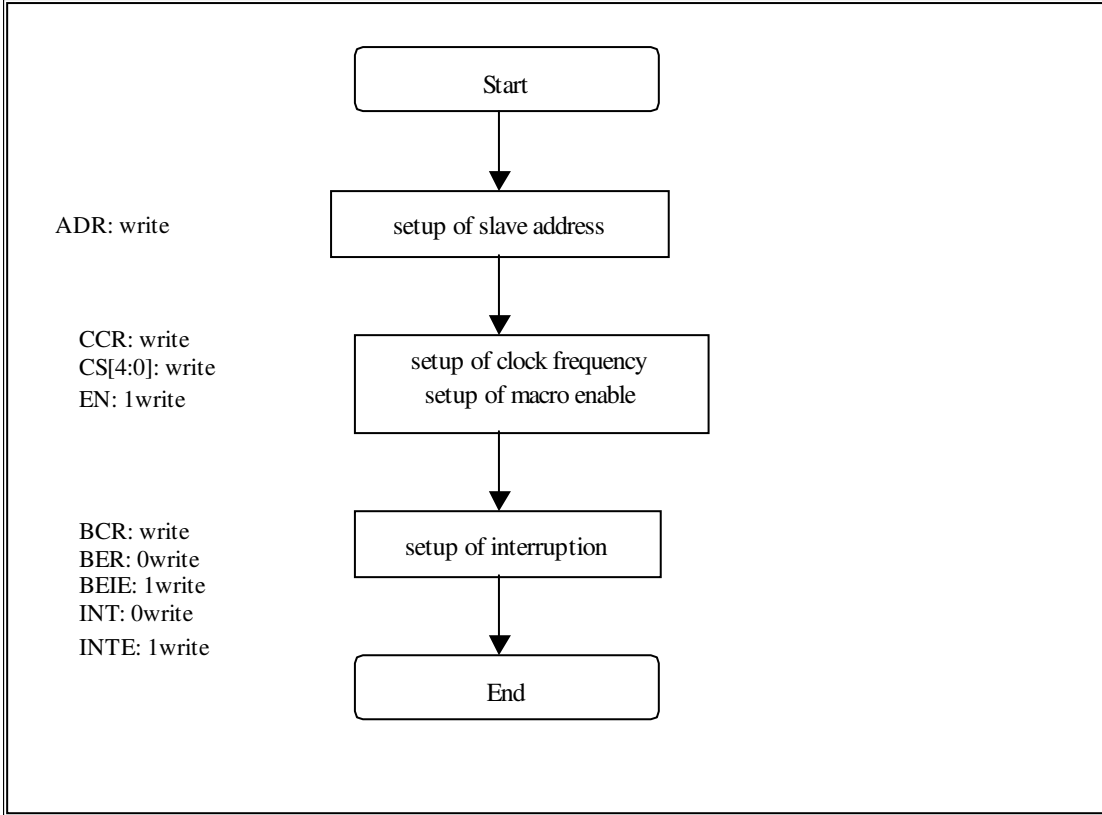 Start
ADR: write
setup of slave address
CCR: write
CS[4:0]: write
EN: 1write
setup of clock frequency
setup of macro enable
BCR: write
BER: 0write
BEIE: 1write
INT: 0write
INTE: 1write
setup of interruption
End